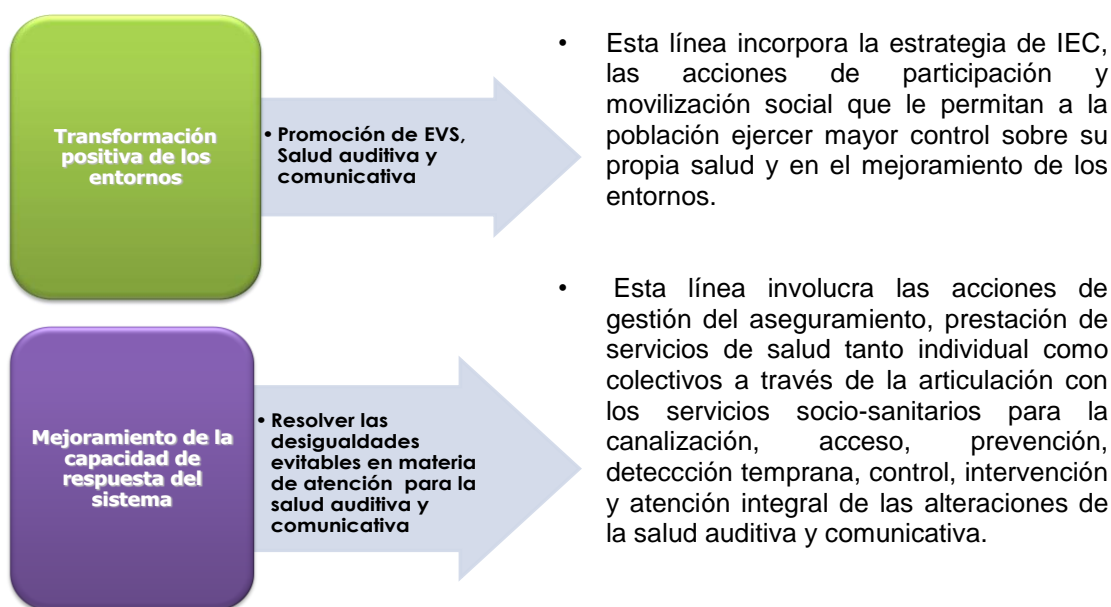 Transformación
positiva de los
entornos
• Promoción de EVS,
Salud auditiva y
comunicativa
• Esta línea incorpora la estrategia de IEC,
las acciones de participación y
movilización social que le permitan a la
población ejercer mayor control sobre su
propia salud y en el mejoramiento de los
entornos.
Mejoramiento de la
capacidad de
respuesta del
sistema
• Resolver las
desigualdades
evitables en materia
de atención para la
salud auditiva y
comunicativa
• Esta línea involucra las acciones de
gestión del aseguramiento, prestación de
servicios de salud tanto individual como
colectivos a través de la articulación con
los servicios socio-sanitarios para la
canalización, acceso, prevención,
deteccción temprana, control, intervención
y atención integral de las alteraciones de
la salud auditiva y comunicativa.